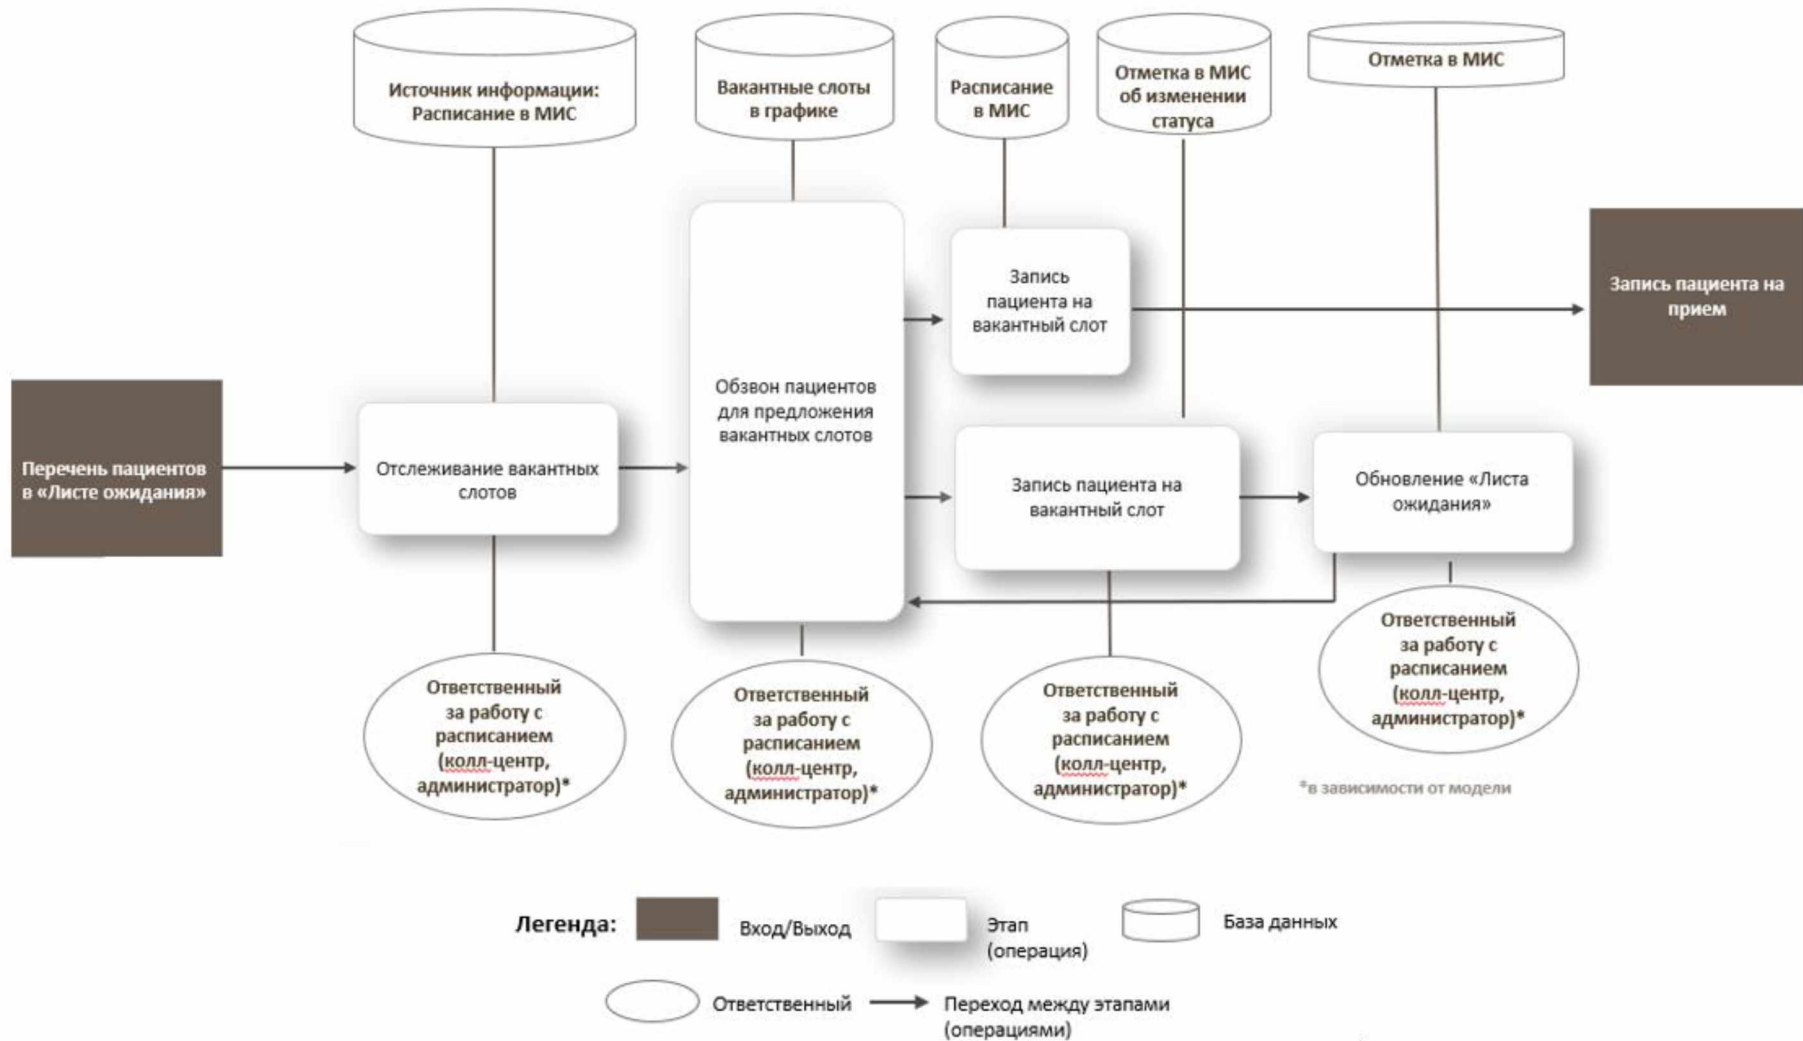 Источник информации:
Расписание в МИС
Вакантные слоты
в графике
Расписание
в МИС
Отметка в МИС
об изменении
статуса
Отметка в МИС
Перечень пациентов
в «Листе ожидания»
Отслеживание вакантных
слотов
Обзвон пациентов
для предложения
вакантных слотов
Запись
пациента на
вакантный слот
Запись пациента на
прием
Запись пациента на
вакантный слот
Обновление «Листа
ожидания»
Ответственный
за работу с
расписанием
(колл-центр,
администратор)*
Ответственный
за работу с
расписанием
(колл-центр,
администратор)*
Ответственный
за работу с
расписанием
(колл-центр,
администратор)*
Ответственный
за работу с
расписанием
(колл-центр,
администратор)*
*в зависимости от модели
Легенда:
Вход/Выход
Этап
(операция)
База данных
Ответственный
Переход между этапами
(операциями)